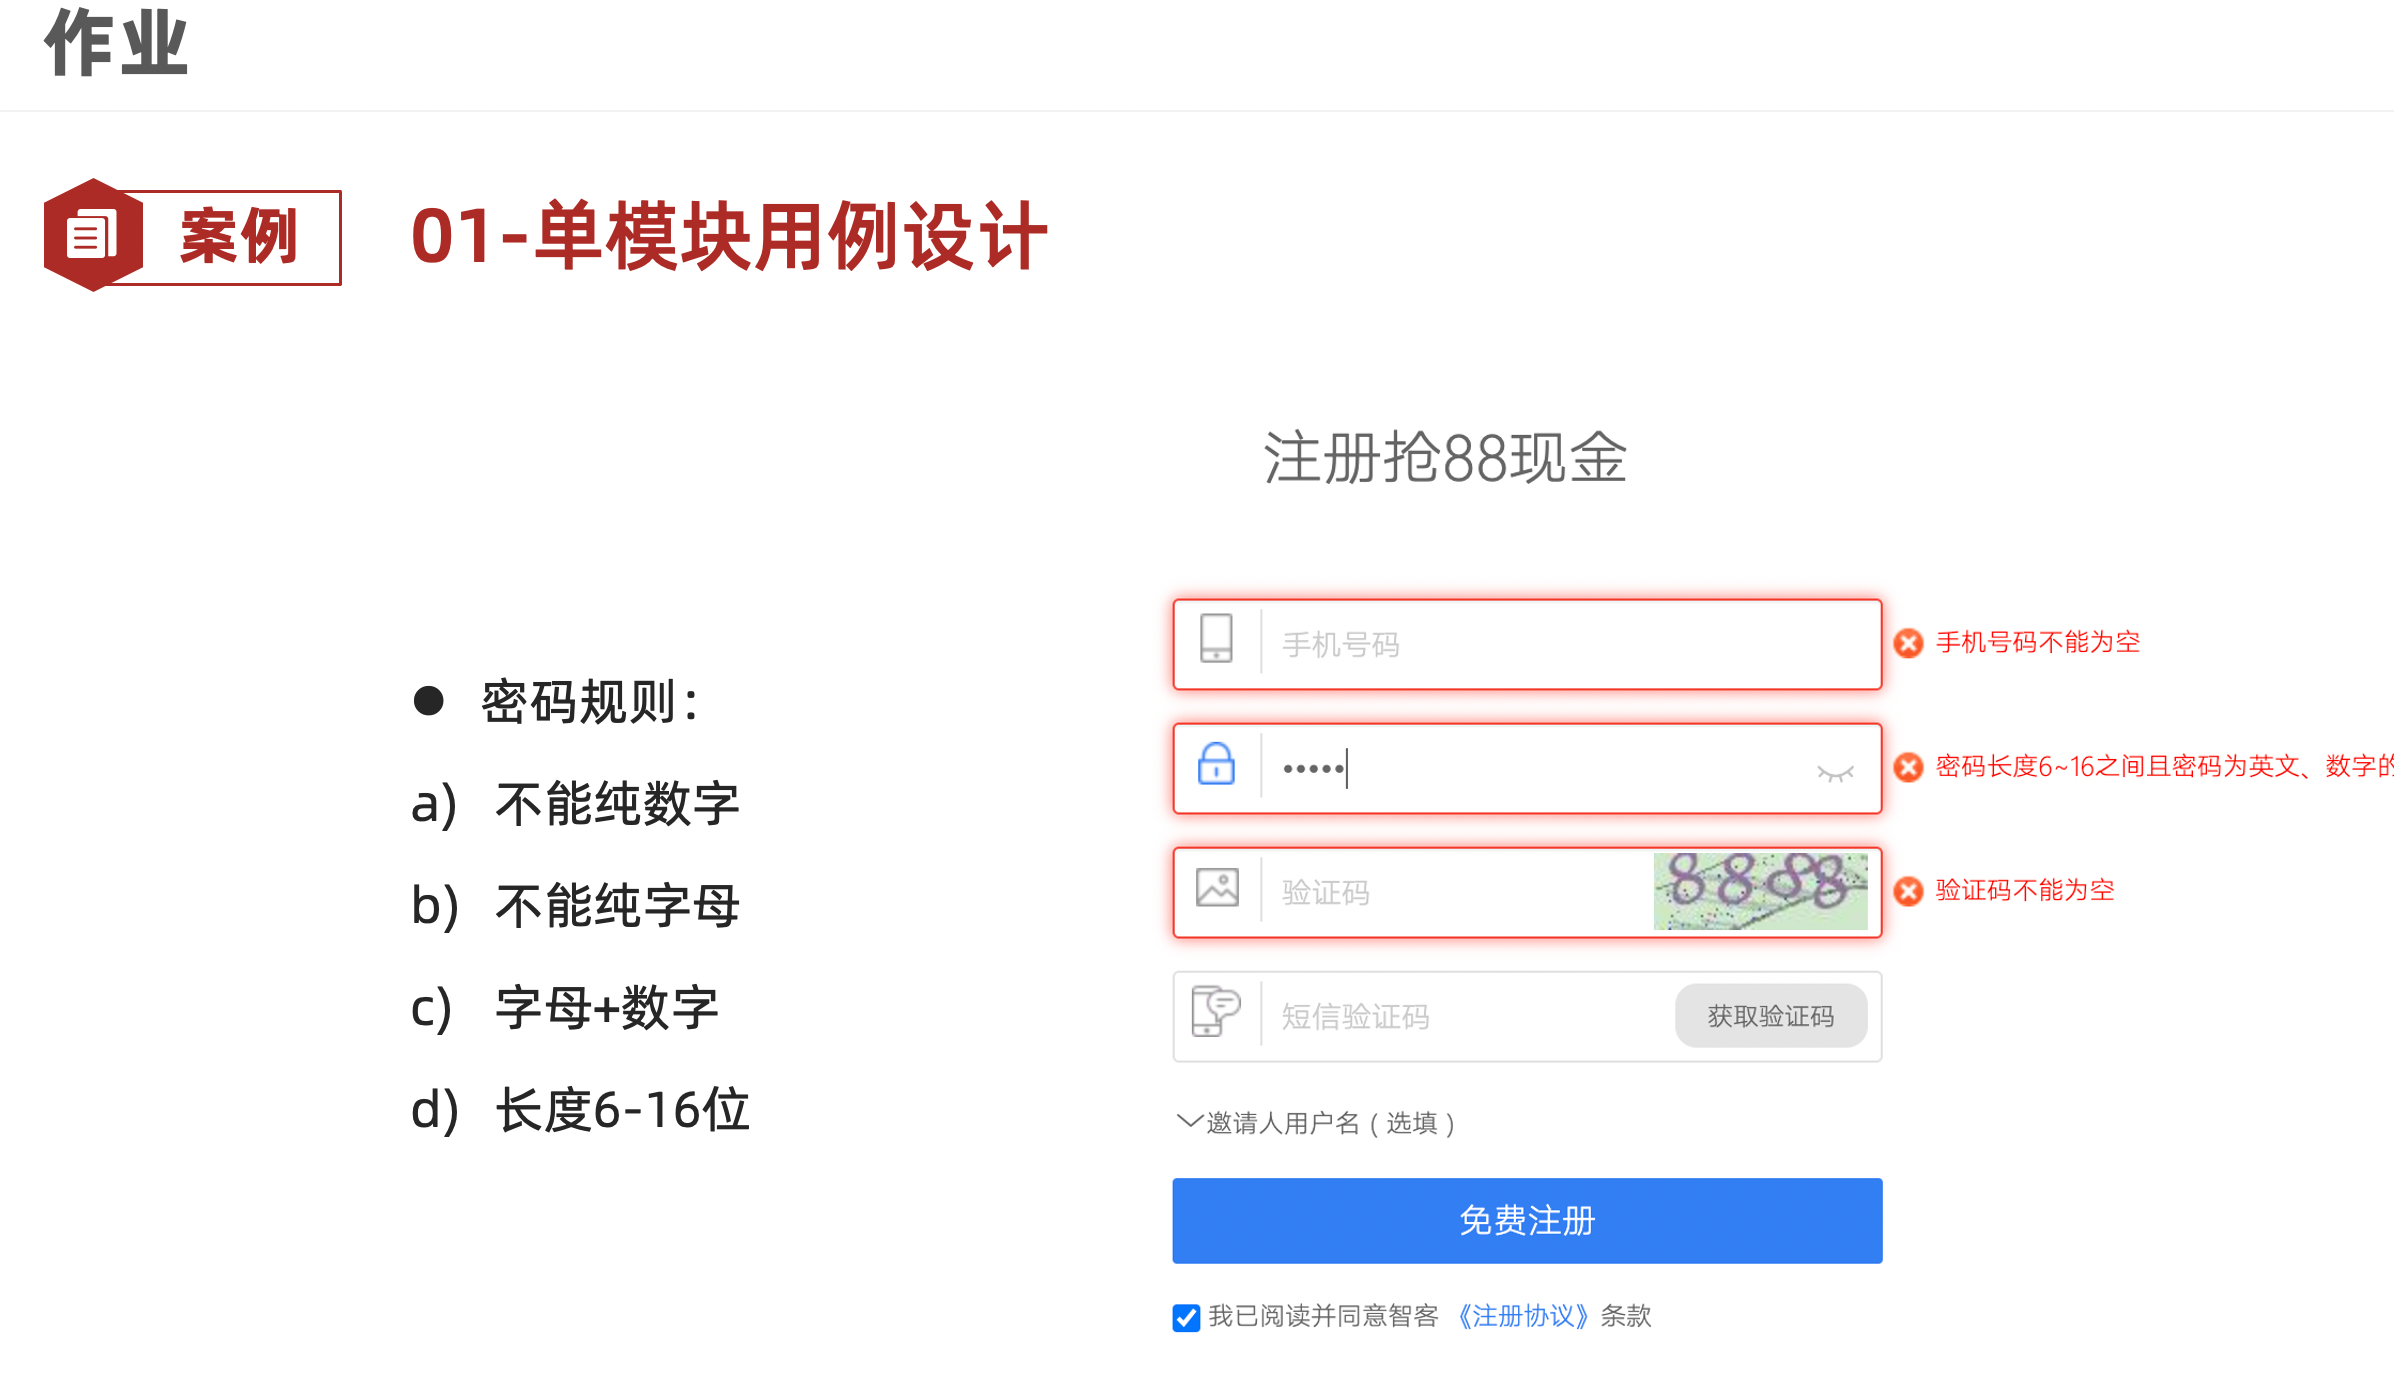 作业
案例
01-单模块用例设计
注册抢88现金
手机号码
手机号码不能为空
● 密码规则：
•••••
密码长度6~16之间且密码为英文、数字的
a) 不能纯数字
验证码
8888
验证码不能为空
b) 不能纯字母
c) 字母+数字
短信验证码
获取验证码
d) 长度6-16位
邀请人用户名（选填）
免费注册
我已阅读并同意智客《注册协议》条款